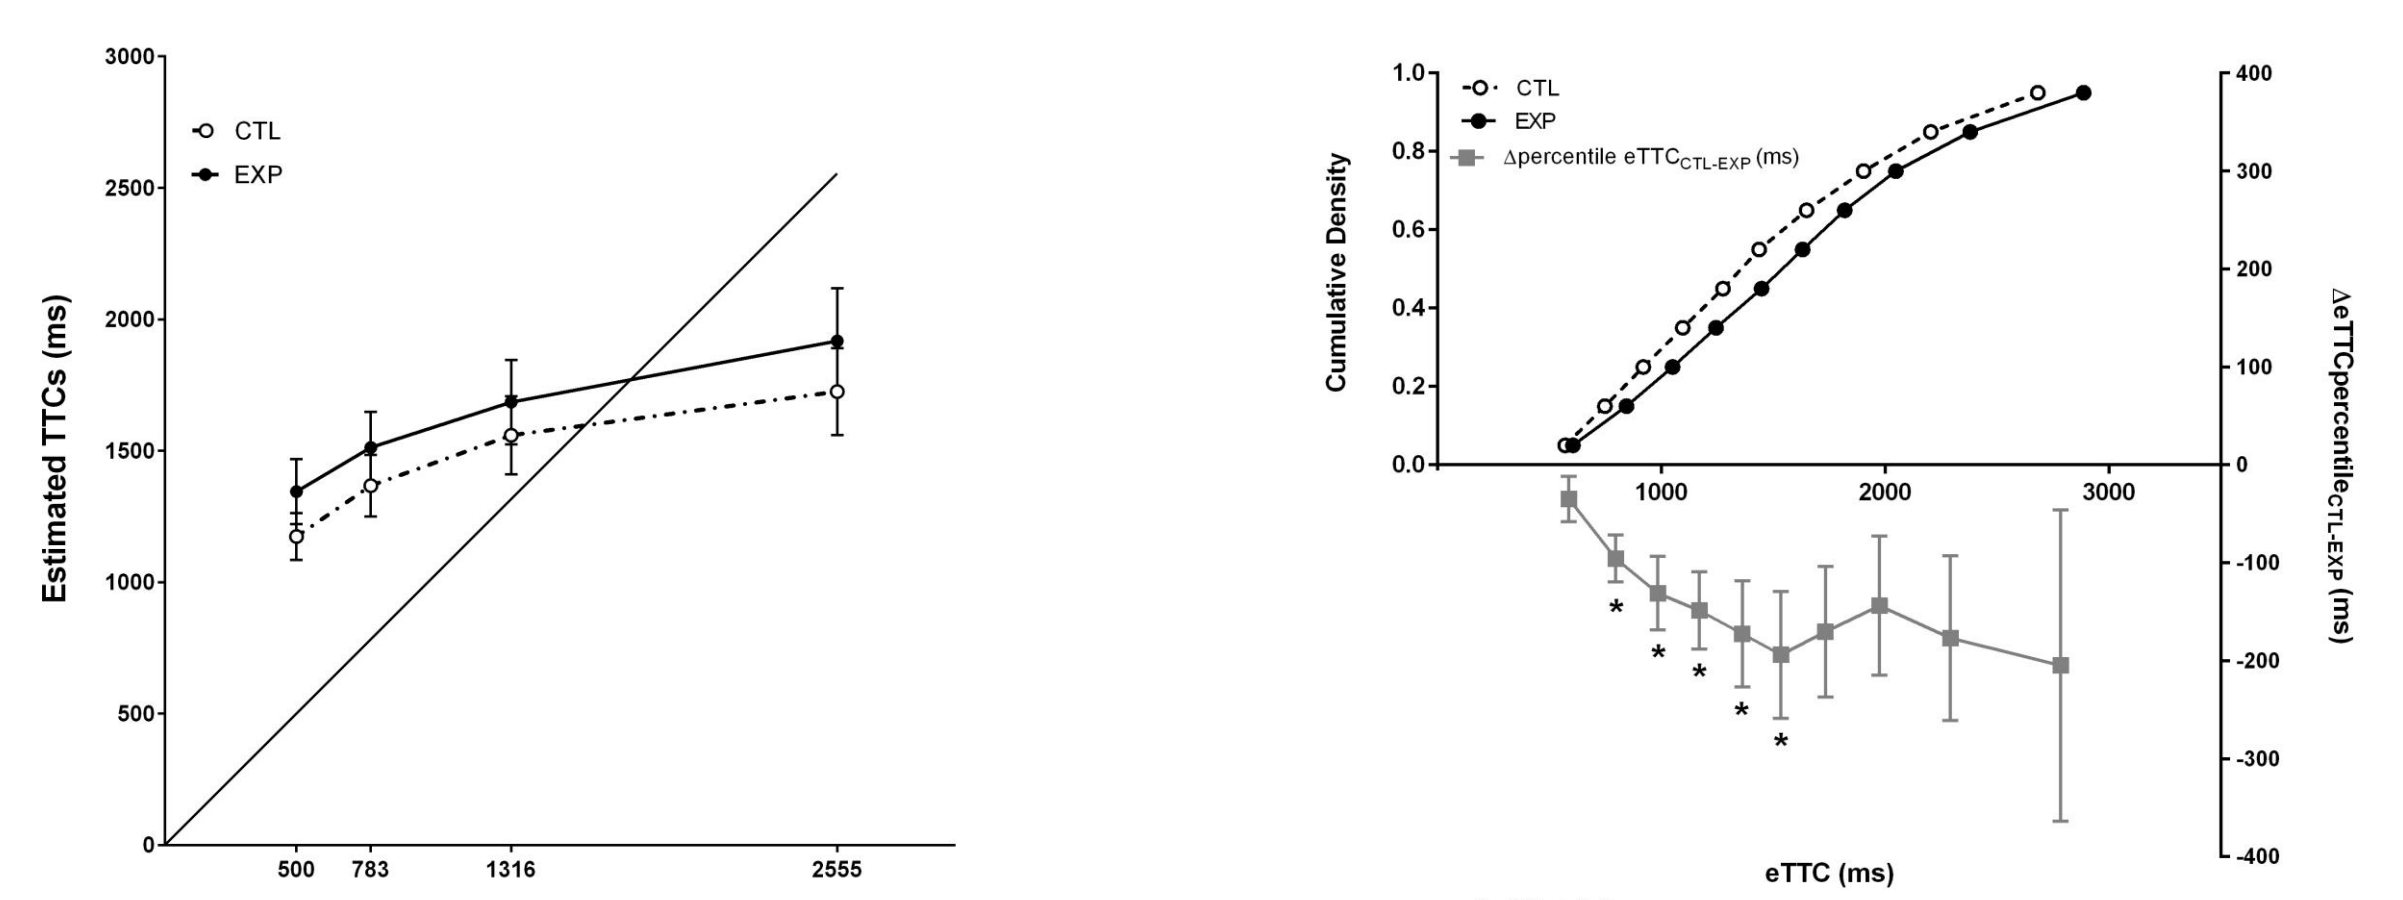 3000
2500
2000
1500
1000
500
0
Estimated TTCs (ms)
CTL
EXP
500 783 1316 2555
1.0
0.8
0.6
0.4
0.2
0.0
Cumulative Density
CTL
EXP
Δpercentile eTTCCTL-EXP (ms)
1000 2000 3000
*
*
*
*
*
400
300
200
100
0
-100
-200
-300
-400
ΔeTTCpercentileCTL-EXP (ms)
eTTC (ms)